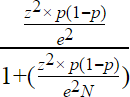 z²× p(1−p)
e²
1+(z²× p(1−p)
e²N)